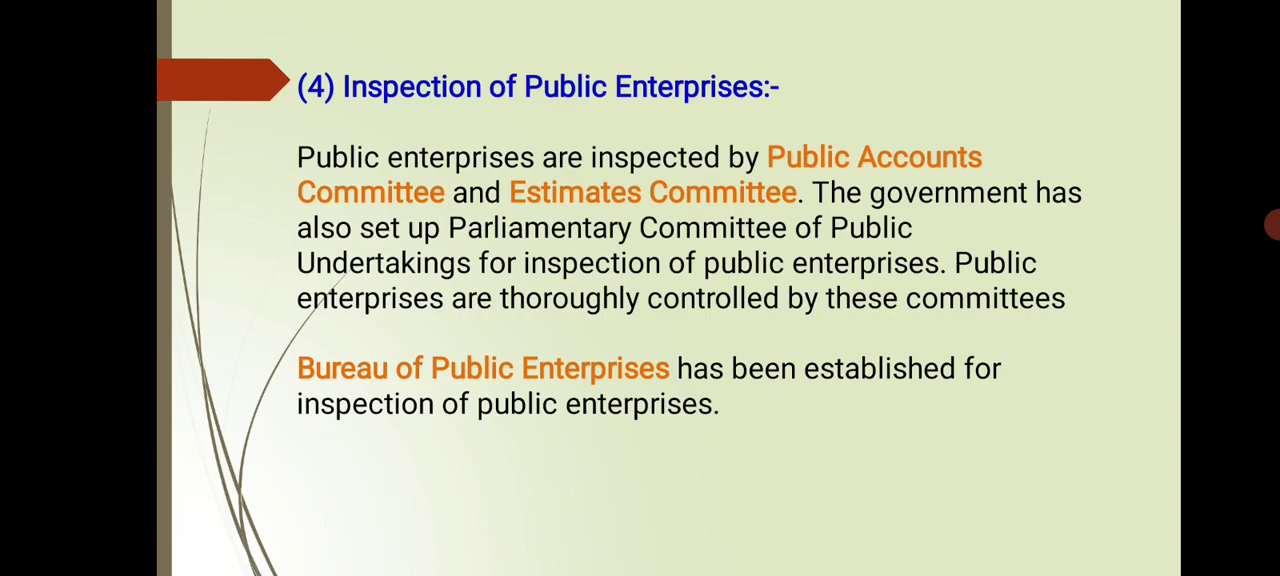 (4) Inspection of Public Enterprises:-
Public enterprises are inspected by Public Accounts
Committee and Estimates Committee. The government has
also set up Parliamentary Committee of Public
Undertakings for inspection of public enterprises. Public
enterprises are thoroughly controlled by these committees
Bureau of Public Enterprises has been established for
inspection of public enterprises.